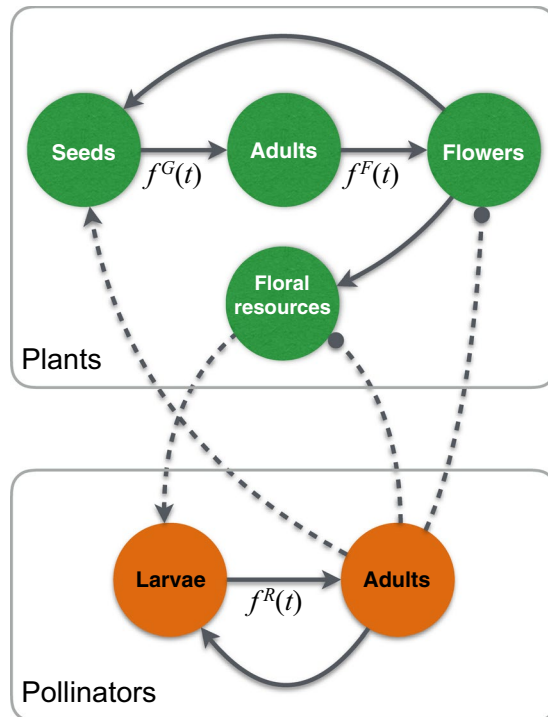 Seeds
Adults
Flowers
f^G(t)
f^F(t)
Floral
resources
Plants
Larvae
Adults
f^R(t)
Pollinators